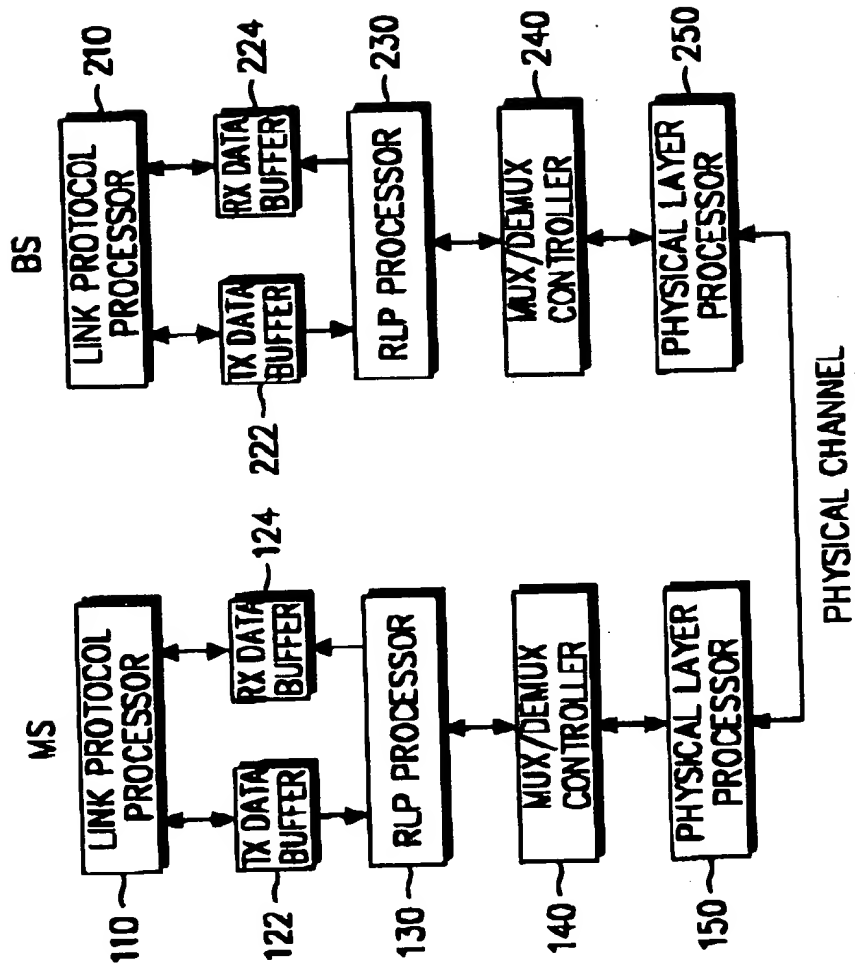 MS
110
LINK PROTOCOL
PROCESSOR
122
TX DATA
BUFFER
RX DATA
BUFFER
124
130
RLP PROCESSOR
140
MUX/DEMUX
CONTROLLER
150
PHYSICAL LAYER
PROCESSOR
BS
LINK PROTOCOL
PROCESSOR
210
222
TX DATA
BUFFER
RX DATA
BUFFER
224
RLP PROCESSOR
230
MUX/DEMUX
CONTROLLER
240
PHYSICAL LAYER
PROCESSOR
250
PHYSICAL CHANNEL